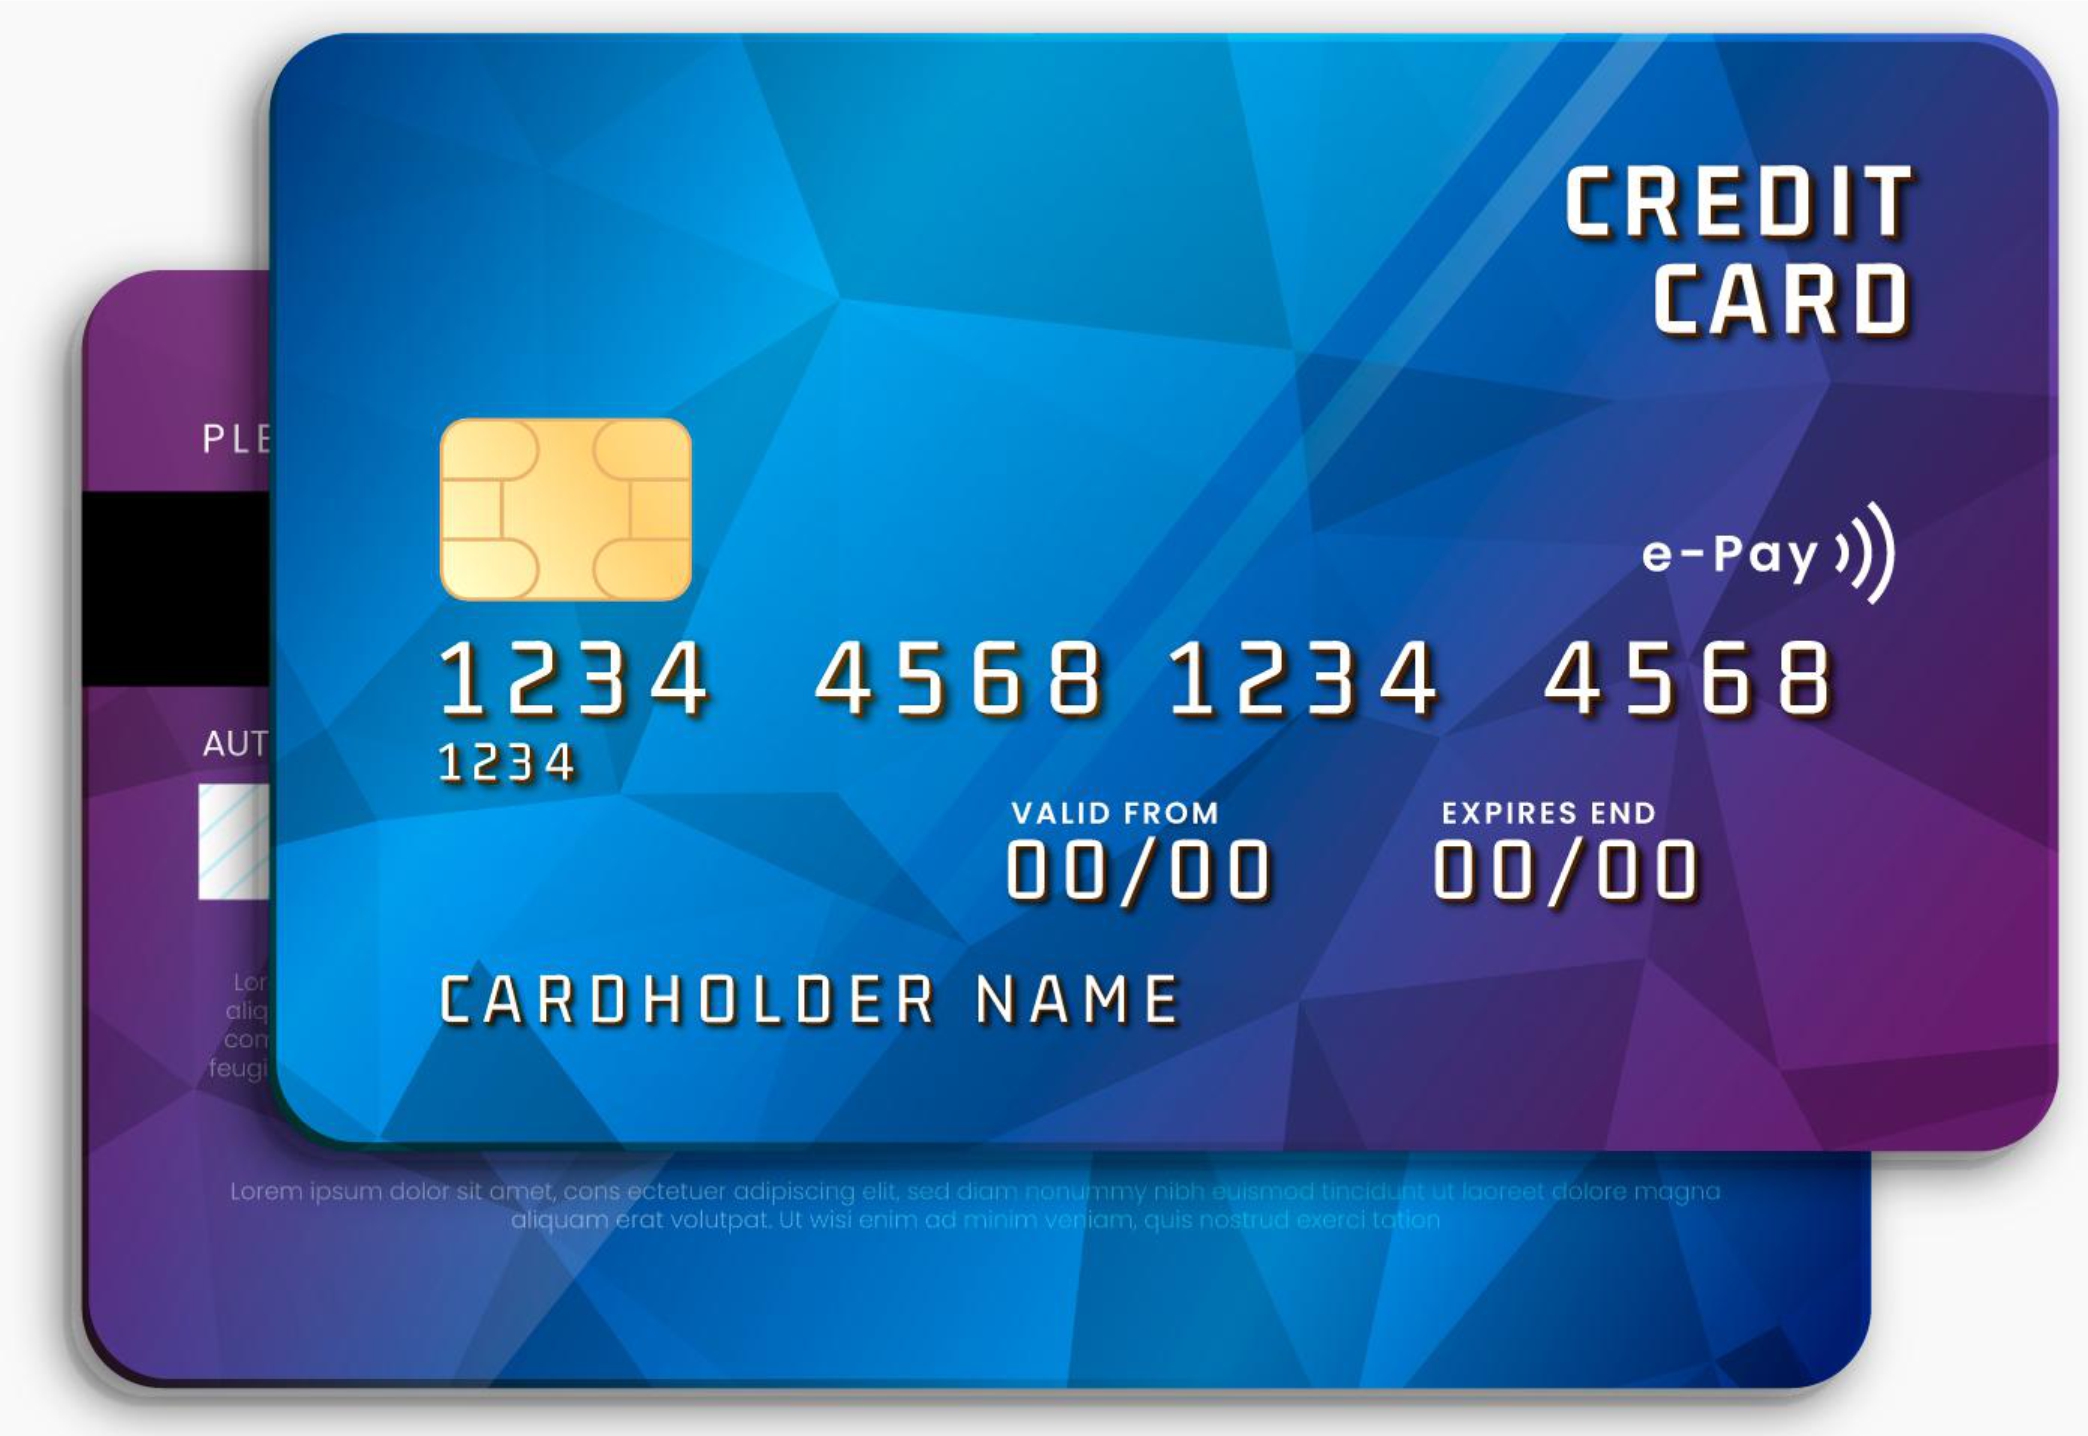 CREDIT
CARD
e-Pay
1234 4568 1234 4568
1234
VALID FROM
00/00
EXPIRES END
00/00
CARDHOLDER NAME
PLE
AUT
Lor
aliq
com
feugi
Lorem ipsum dolor sit amet, cons ectetuer adipiscing elit, sed diam nonummy nibh euismod tincidunt ut laoreet dolore magna
aliquam erat volutpat. Ut wisi enim ad minim veniam, quis nostrud exerci tation